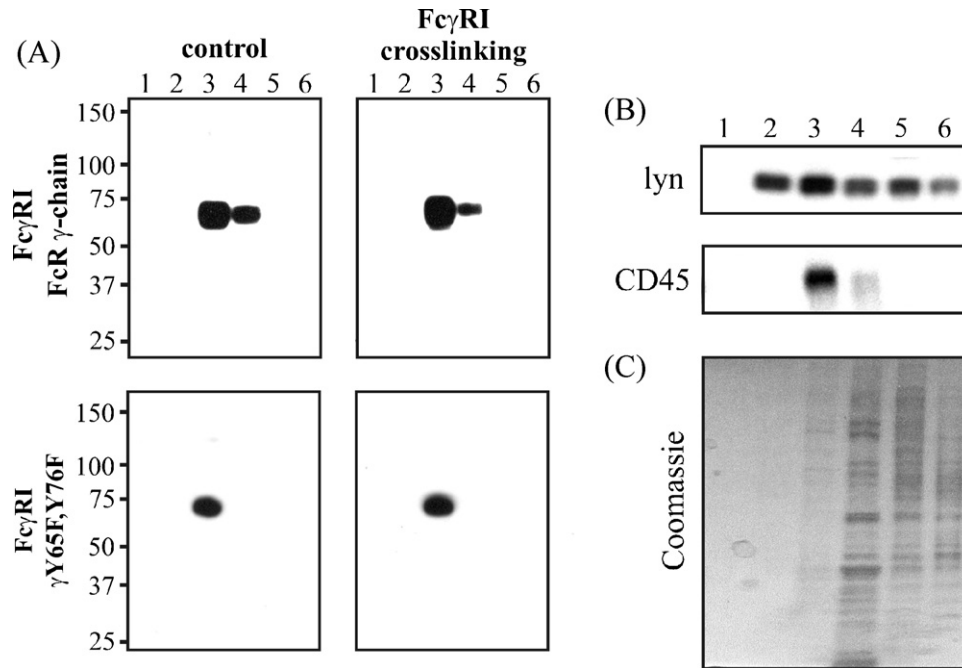 (A)
control
FcγRI
crosslinking
1 2 3 4 5 6
1 2 3 4 5 6
FcγRI
FcR γ-chain
150
100
75
50
37
25
FcγRI
γY65F,Y76F
150
100
75
50
37
25
(B)
1 2 3 4 5 6
lyn
CD45
(C)
Coomassie